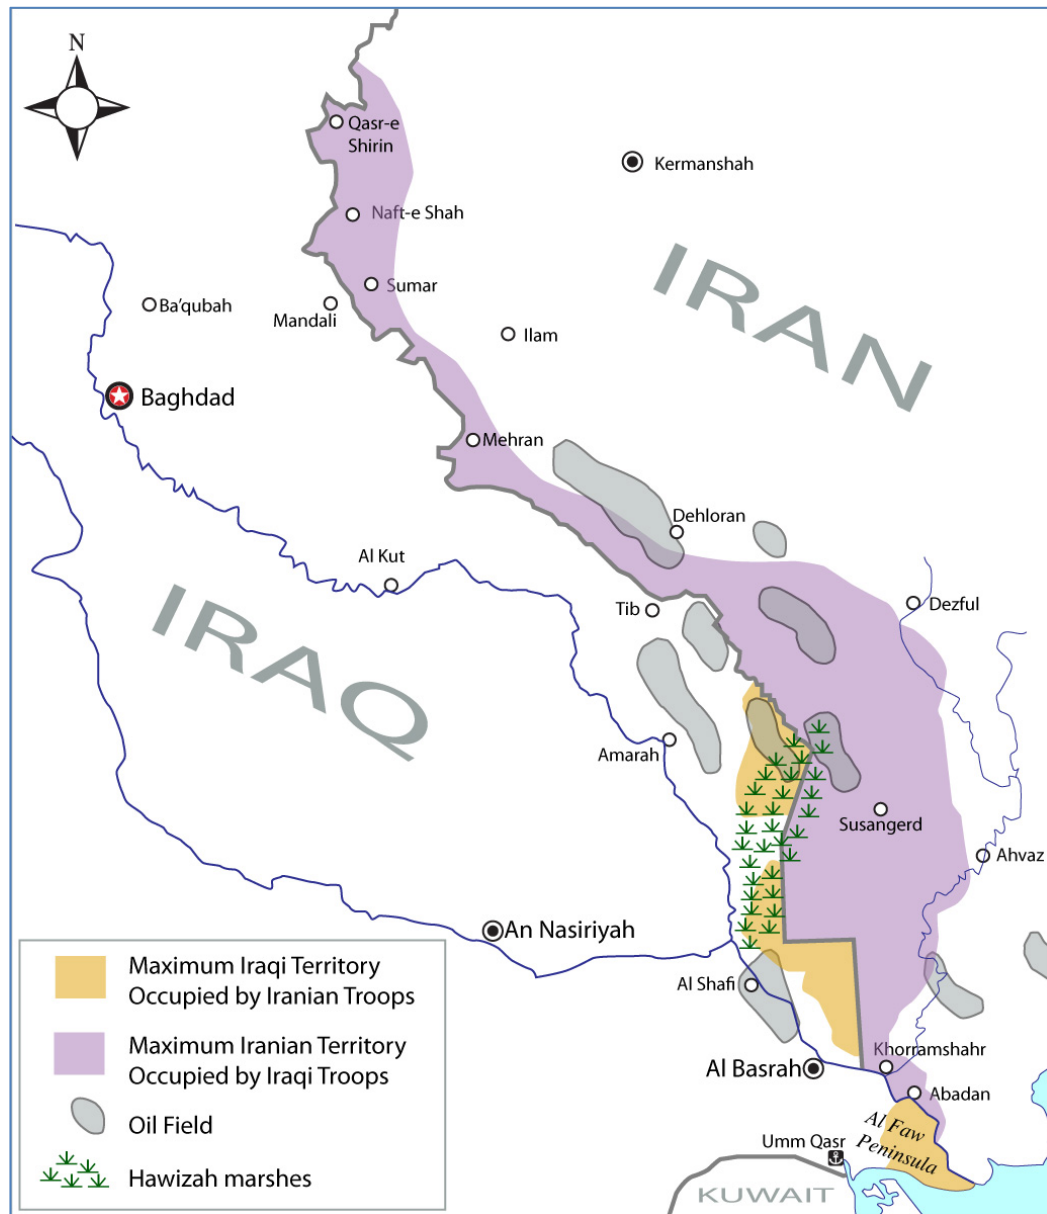 N
Qasr-e
Shirin
Kermanshah
Naft-e Shah
IRAN
Sumar
Ba'qubah
Mandali
Ilam
Baghdad
Mehran
Dehloran
Al Kut
Tib
Dezful
IRAQ
Amarah
Susangerd
Ahvaz
An Nasiriyah
Al Shafi
Khorramshahr
Al Basrah
Abadan
Al Faw
Peninsula
Umm Qasr
KUWAIT
Maximum Iraqi Territory
Occupied by Iranian Troops
Maximum Iranian Territory
Occupied by Iraqi Troops
Oil Field
Hawizah marshes